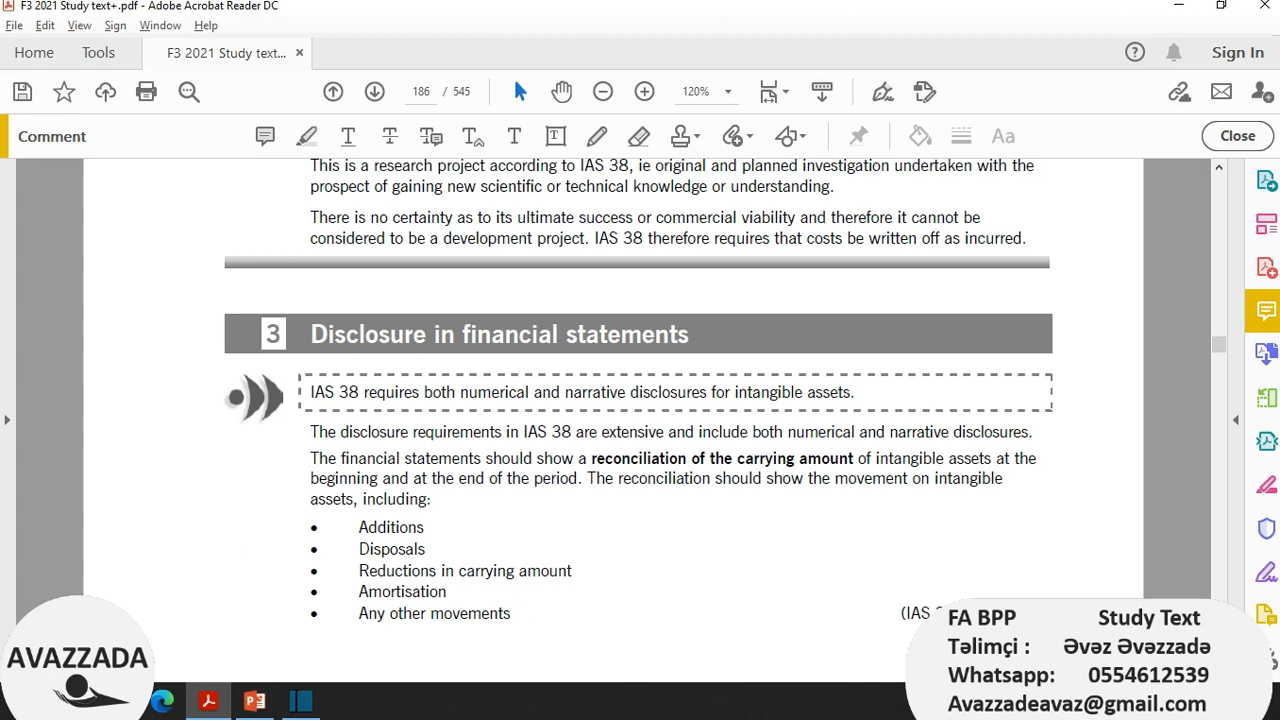 F3 2021 Study text+.pdf - Adobe Acrobat Reader DC
File Edit View Sign Window Help
Home Tools F3 2021 Study text... × Sign In
186 / 545 120%
Comment Aa Close
This is a research project according to IAS 38, ie original and planned investigation undertaken with the
prospect of gaining new scientific or technical knowledge or understanding.
There is no certainty as to its ultimate success or commercial viability and therefore it cannot be
considered to be a development project. IAS 38 therefore requires that costs be written off as incurred.
3 Disclosure in financial statements
IAS 38 requires both numerical and narrative disclosures for intangible assets.
The disclosure requirements in IAS 38 are extensive and include both numerical and narrative disclosures.
The financial statements should show a reconciliation of the carrying amount of intangible assets at the
beginning and at the end of the period. The reconciliation should show the movement on intangible
assets, including:
• Additions
• Disposals
• Reductions in carrying amount
• Amortisation
• Any other movements (IAS
AVAZZADA
FA BPP Study Text
Təlimçi : Əvəz Əvəzzadə
Whatsapp: 0554612539
Avazzadeavaz@gmail.com